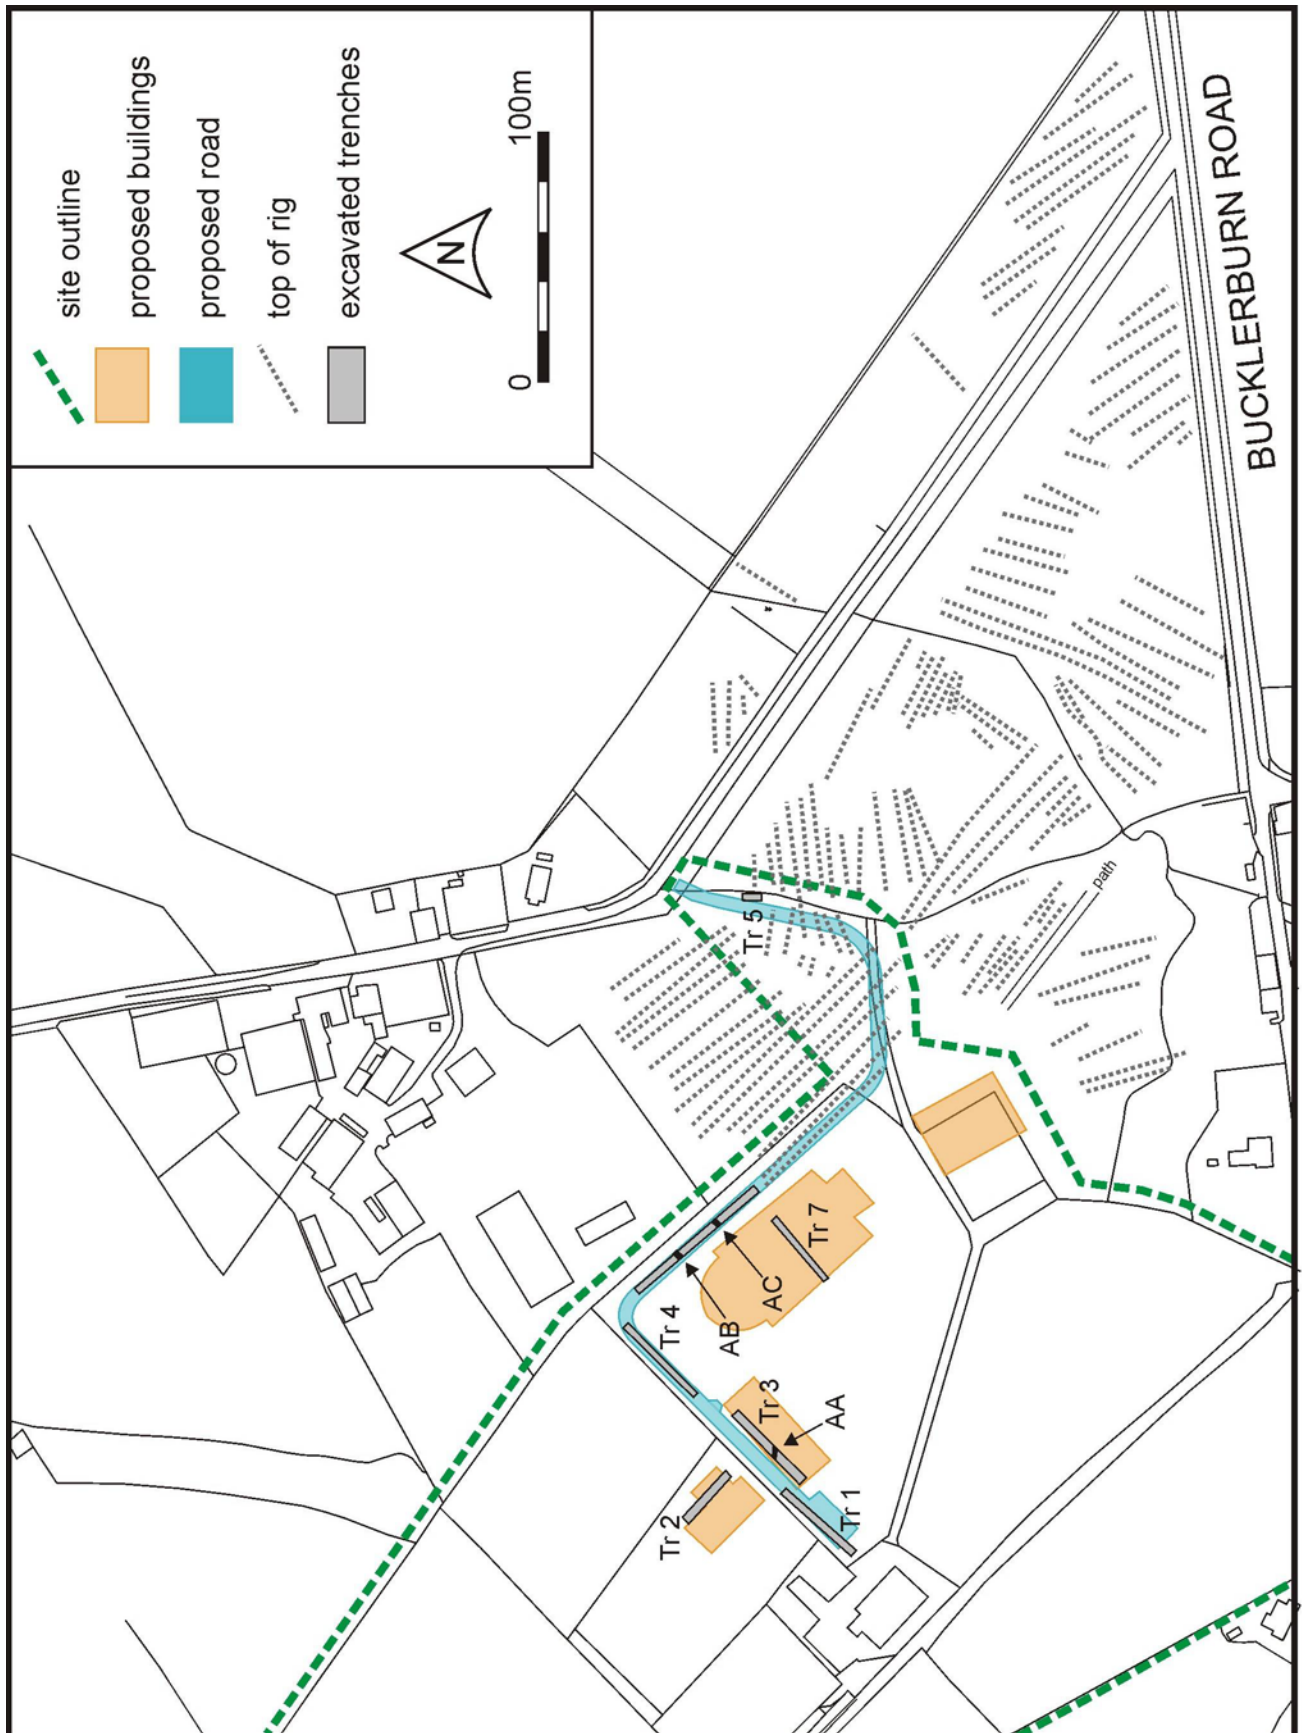 site outline
proposed buildings
proposed road
top of rig
excavated trenches
N
0 100m
BUCKLERBURN ROAD
path
Tr 5
Tr 7
AC
AB
Tr 4
Tr 3
AA
Tr 2
Tr 1